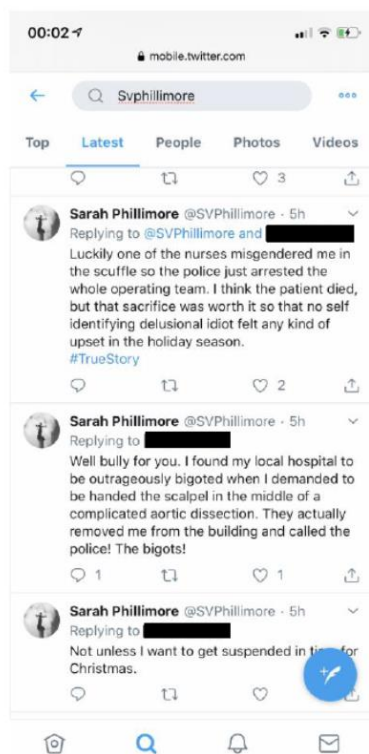 00:02
mobile.twitter.com
Svphillimore
Top Latest People Photos Videos
3
Sarah Phillimore @SVPhillimore · 5h
Replying to @SVPhillimore and
Luckily one of the nurses misgendered me in
the scuffle so the police just arrested the
whole operating team. I think the patient died,
but that sacrifice was worth it so that no self
identifying delusional idiot felt any kind of
upset in the holiday season.
#TrueStory
2
Sarah Phillimore @SVPhillimore · 5h
Replying to
Well bully for you. I found my local hospital to
be outrageously bigoted when I demanded to
be handed the scalpel in the middle of a
complicated aortic dissection. They actually
removed me from the building and called the
police! The bigots!
1 1
Sarah Phillimore @SVPhillimore · 5h
Replying to
Not unless I want to get suspended in for
Christmas.